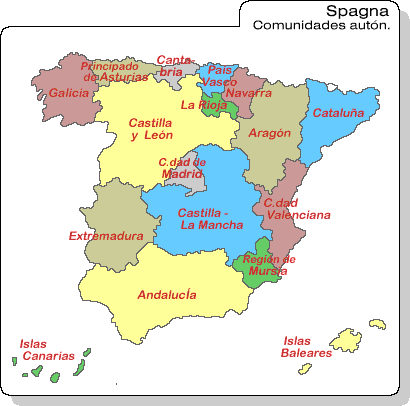 Spagna
Comunidades autón.
Canta-
bria
Principado
de Asturias
País
Vasco
Galicia
Navarra
La Rioja
Cataluña
Castilla
y León
Aragón
C.dad de
Madrid
C.dad
Valenciana
Castilla -
La Mancha
Extremadura
Región de
Mursia
Andalucía
Islas
Canarias
Islas
Baleares